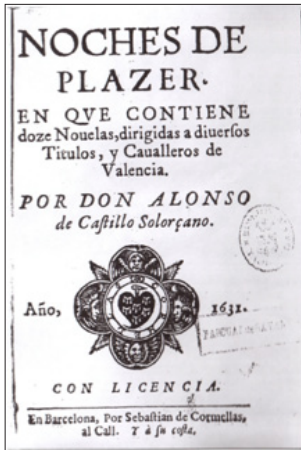 NOCHES DE
PLAZER.
EN QVE CONTIENE
doze Nouelas, dirigidas a diuerſos
Titulos, y Caualleros de
Valencia.
POR DON ALONSO
de Caſtillo Solorçano.
Año, 1631.
CON LICENCIA.
En Barcelona, Por Sebaſtian de Cormellas,
al Call. Y à ſu coſta.